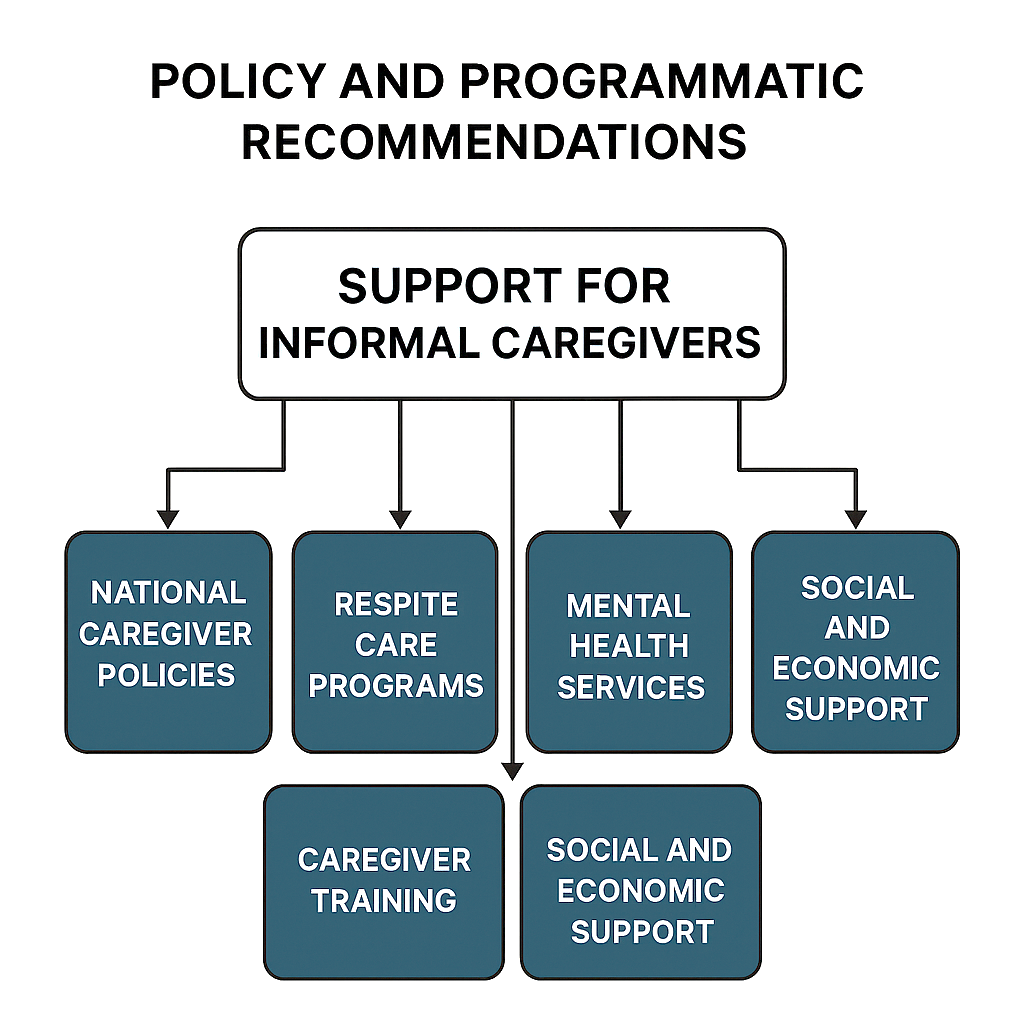 POLICY AND PROGRAMMATIC
RECOMMENDATIONS
SUPPORT FOR
INFORMAL CAREGIVERS
NATIONAL
CAREGIVER
POLICIES
RESPITE
CARE
PROGRAMS
MENTAL
HEALTH
SERVICES
SOCIAL
AND
ECONOMIC
SUPPORT
CAREGIVER
TRAINING
SOCIAL AND
ECONOMIC
SUPPORT